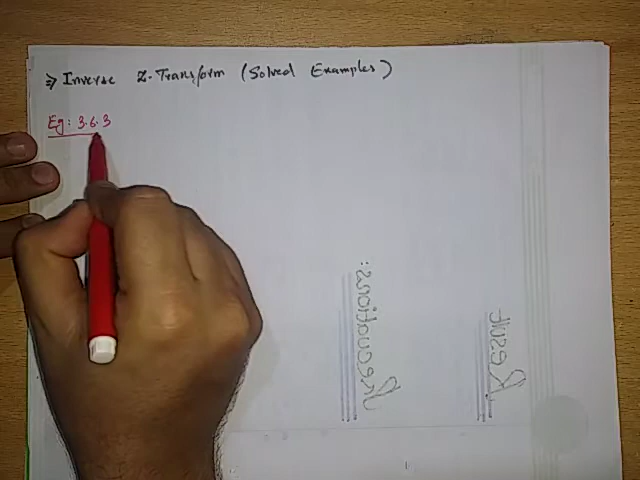 ⇒ Inverse Z-Transform (Solved Examples)
Eg: 3.6.3
Precautions:
Result